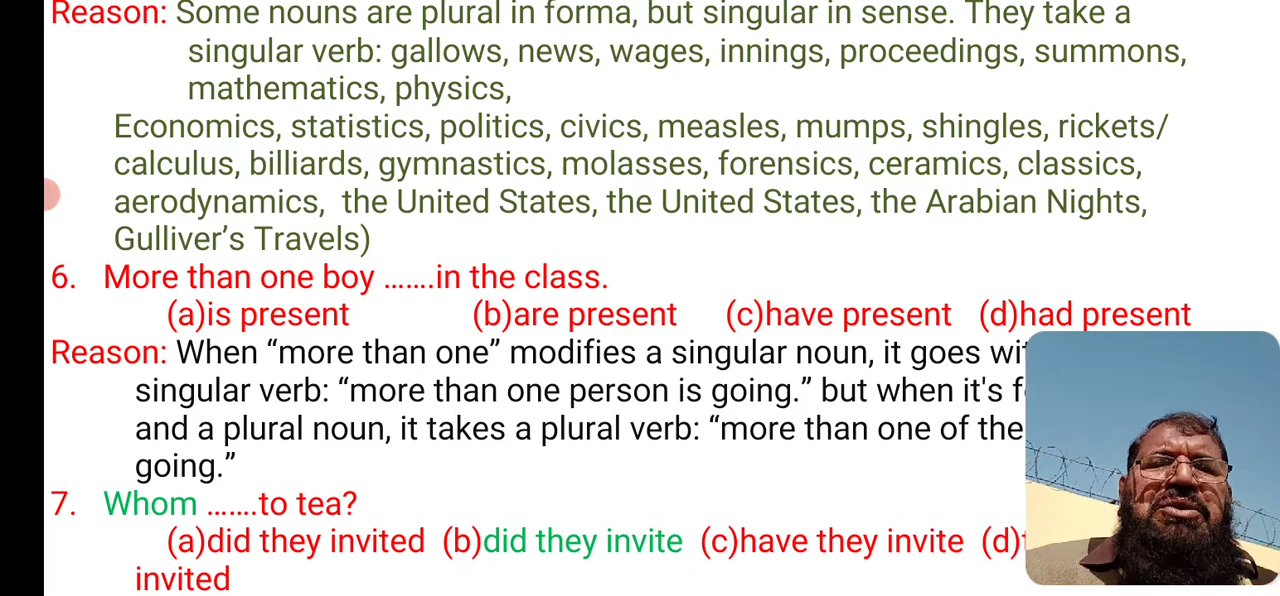 Reason: Some nouns are plural in forma, but singular in sense. They take a
singular verb: gallows, news, wages, innings, proceedings, summons,
mathematics, physics,
Economics, statistics, politics, civics, measles, mumps, shingles, rickets/
calculus, billiards, gymnastics, molasses, forensics, ceramics, classics,
aerodynamics,  the United States, the United States, the Arabian Nights,
Gulliver’s Travels)
6. More than one boy …….in the class.
(a)is present (b)are present (c)have present (d)had present
Reason: When “more than one” modifies a singular noun, it goes
singular verb: “more than one person is going.” but when it's
and a plural noun, it takes a plural verb: “more than one of the
going.”
7. Whom …….to tea?
(a)did they invited (b)did they invite (c)have they invite (d)
invited